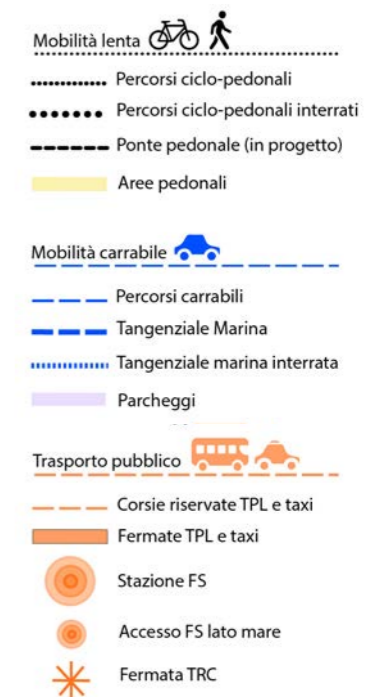 Mobilità lenta
Percorsi ciclo-pedonali
Percorsi ciclo-pedonali interrati
Ponte pedonale (in progetto)
Aree pedonali
Mobilità carrabile
Percorsi carrabili
Tangenziale Marina
Tangenziale marina interrata
Parcheggi
Trasporto pubblico
Corsie riservate TPL e taxi
Fermate TPL e taxi
Stazione FS
Accesso FS lato mare
Fermata TRC